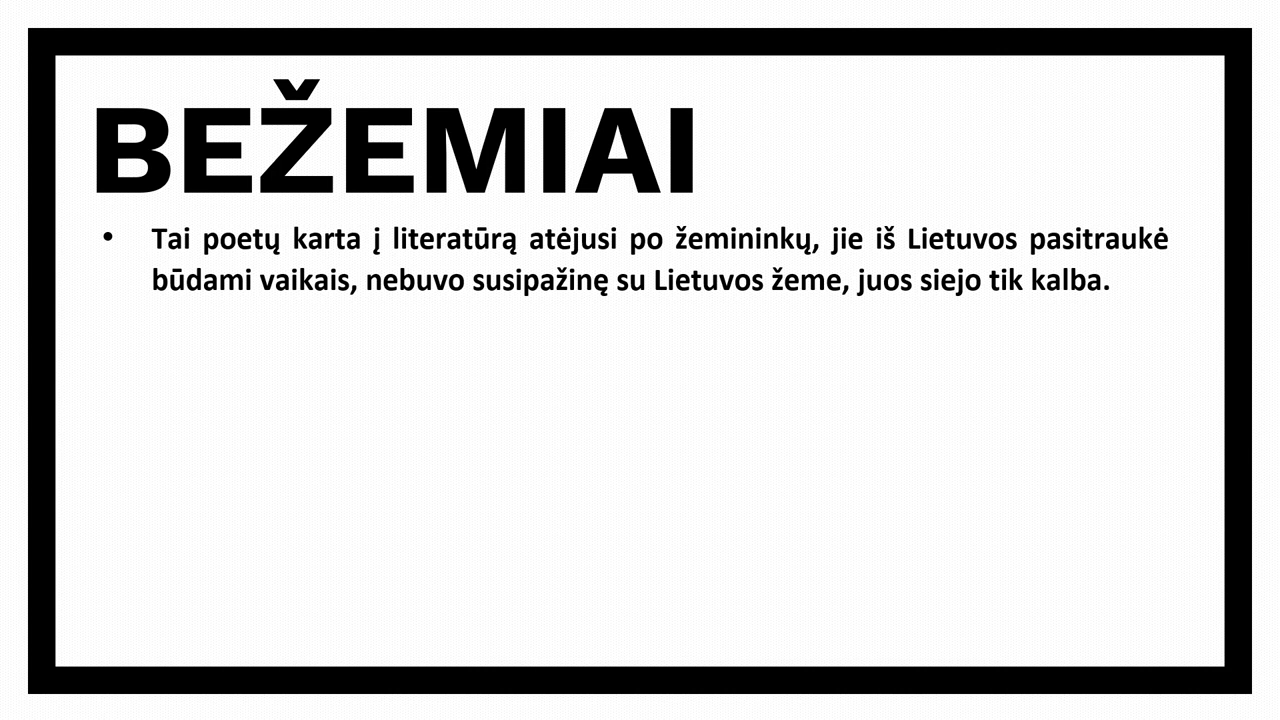 BEŽEMIAI
• Tai poetų karta į literatūrą atėjusi po žemininkų, jie iš Lietuvos pasitraukė
būdami vaikais, nebuvo susipažinę su Lietuvos žeme, juos siejo tik kalba.